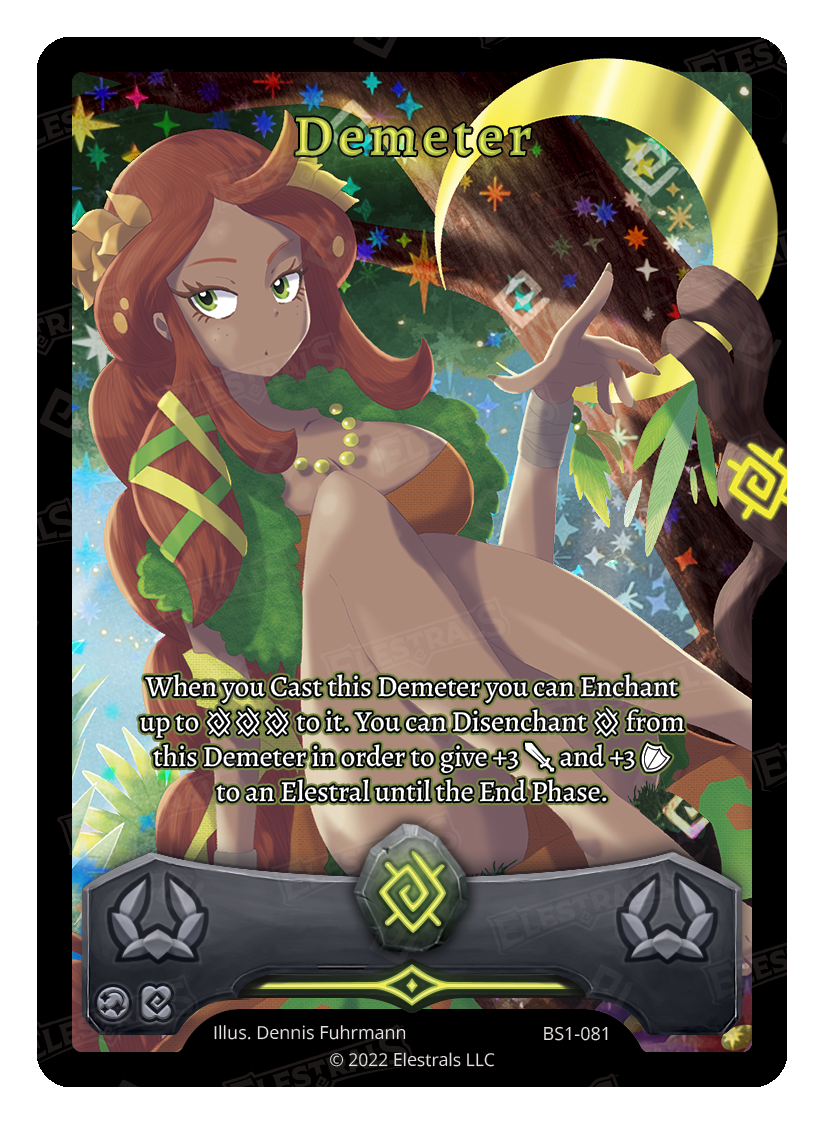 Demeter
When you Cast this Demeter you can Enchant
up to to it. You can Disenchant from
this Demeter in order to give +3 and +3
to an Elestral until the End Phase.
Illus. Dennis Fuhrmann BS1-081
© 2022 Elestrals LLC
ELESTRALS